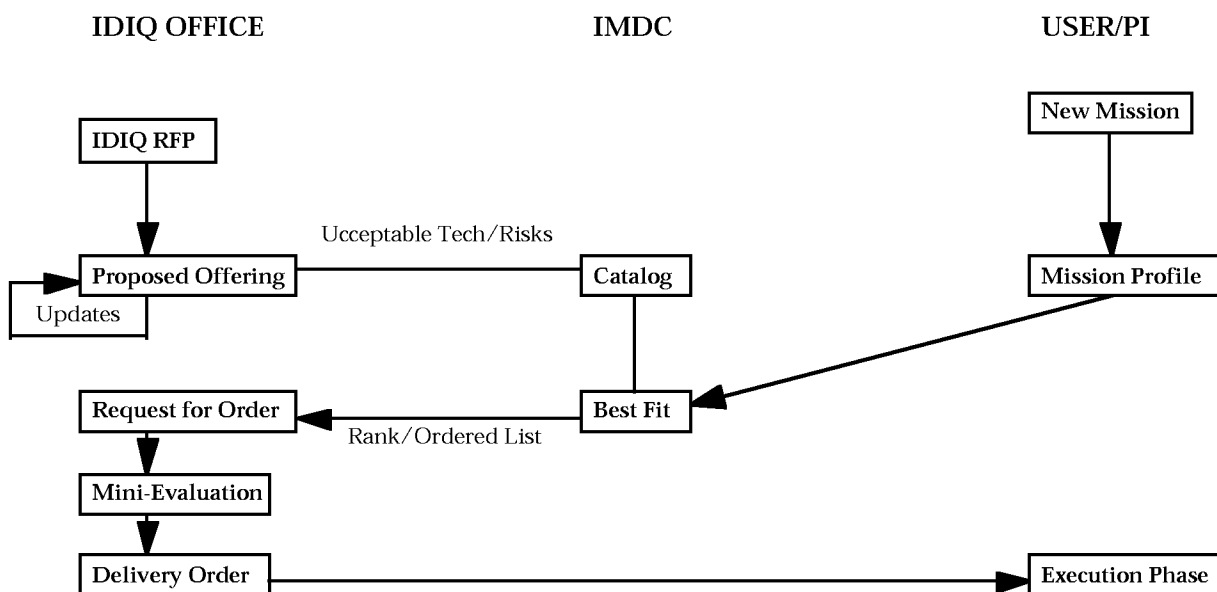 IDIQ OFFICE
IMDC
USER/PI
New Mission
IDIQ RFP
Ucceptable Tech/Risks
Proposed Offering
Catalog
Mission Profile
Updates
Request for Order
Best Fit
Rank/Ordered List
Mini-Evaluation
Delivery Order
Execution Phase